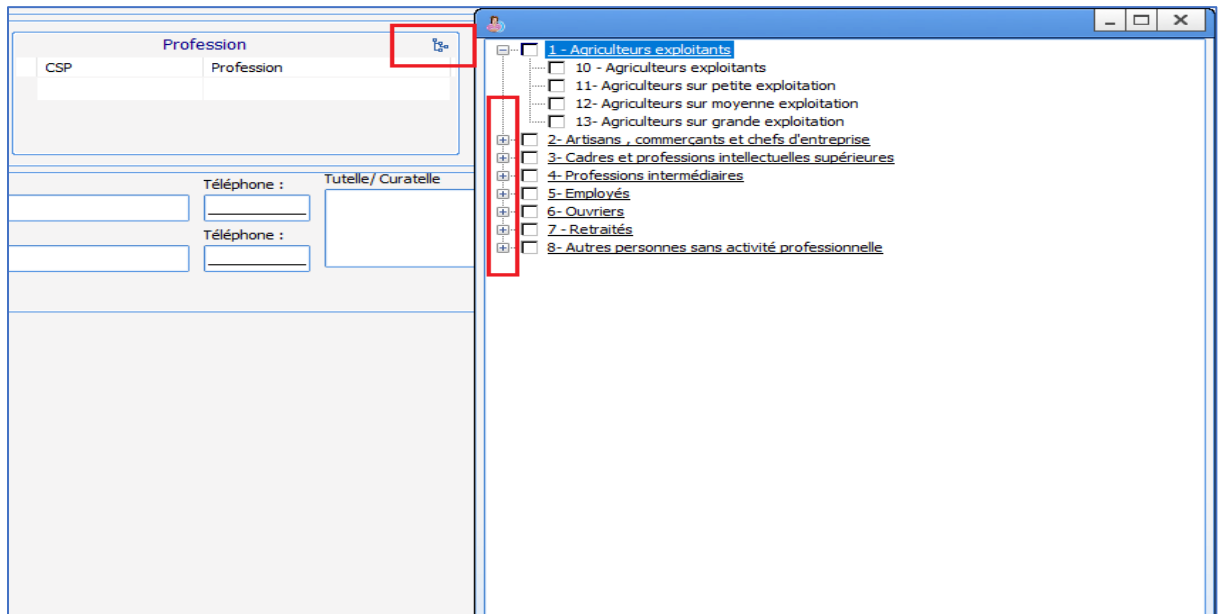 Profession
CSP Profession
Téléphone :
Tutelle/ Curatelle
Téléphone :
1 - Agriculteurs exploitants
10 - Agriculteurs exploitants
11- Agriculteurs sur petite exploitation
12- Agriculteurs sur moyenne exploitation
13- Agriculteurs sur grande exploitation
2- Artisans , commerçants et chefs d'entreprise
3- Cadres et professions intellectuelles supérieures
4- Professions intermédiaires
5- Employés
6- Ouvriers
7 - Retraités
8- Autres personnes sans activité professionnelle